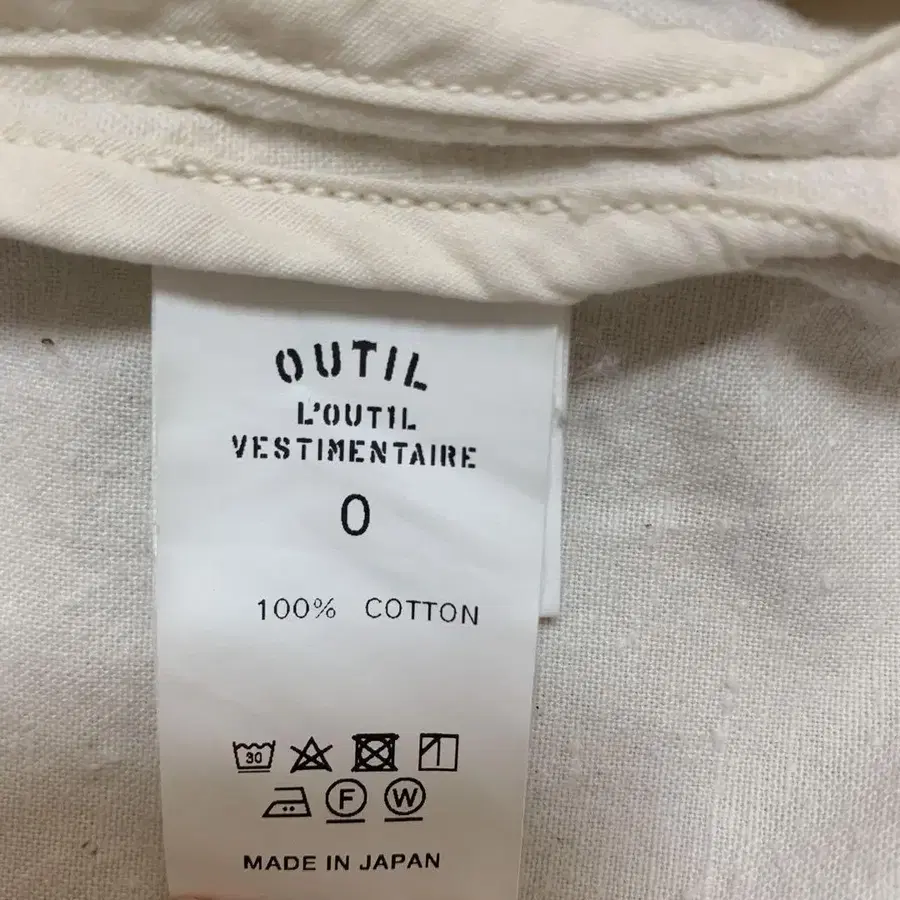 OUTIL
L'OUTIL
VESTIMENTAIRE
0
100% COTTON
30
F W
MADE IN JAPAN